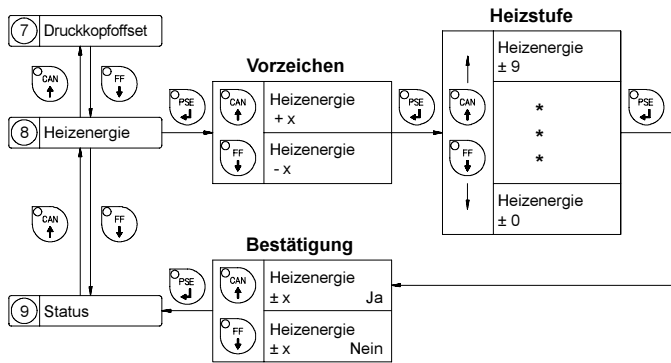 Heizstufe
7 Druckkopfoffset
CAN
FF
Vorzeichen
Heizenergie
± 9
PSE
CAN
Heizenergie
+ x
PSE
CAN
*
*
*
PSE
8 Heizenergie
FF
Heizenergie
- x
FF
Heizenergie
± 0
CAN
FF
Bestätigung
PSE
CAN
Heizenergie
± x Ja
9 Status
FF
Heizenergie
± x Nein